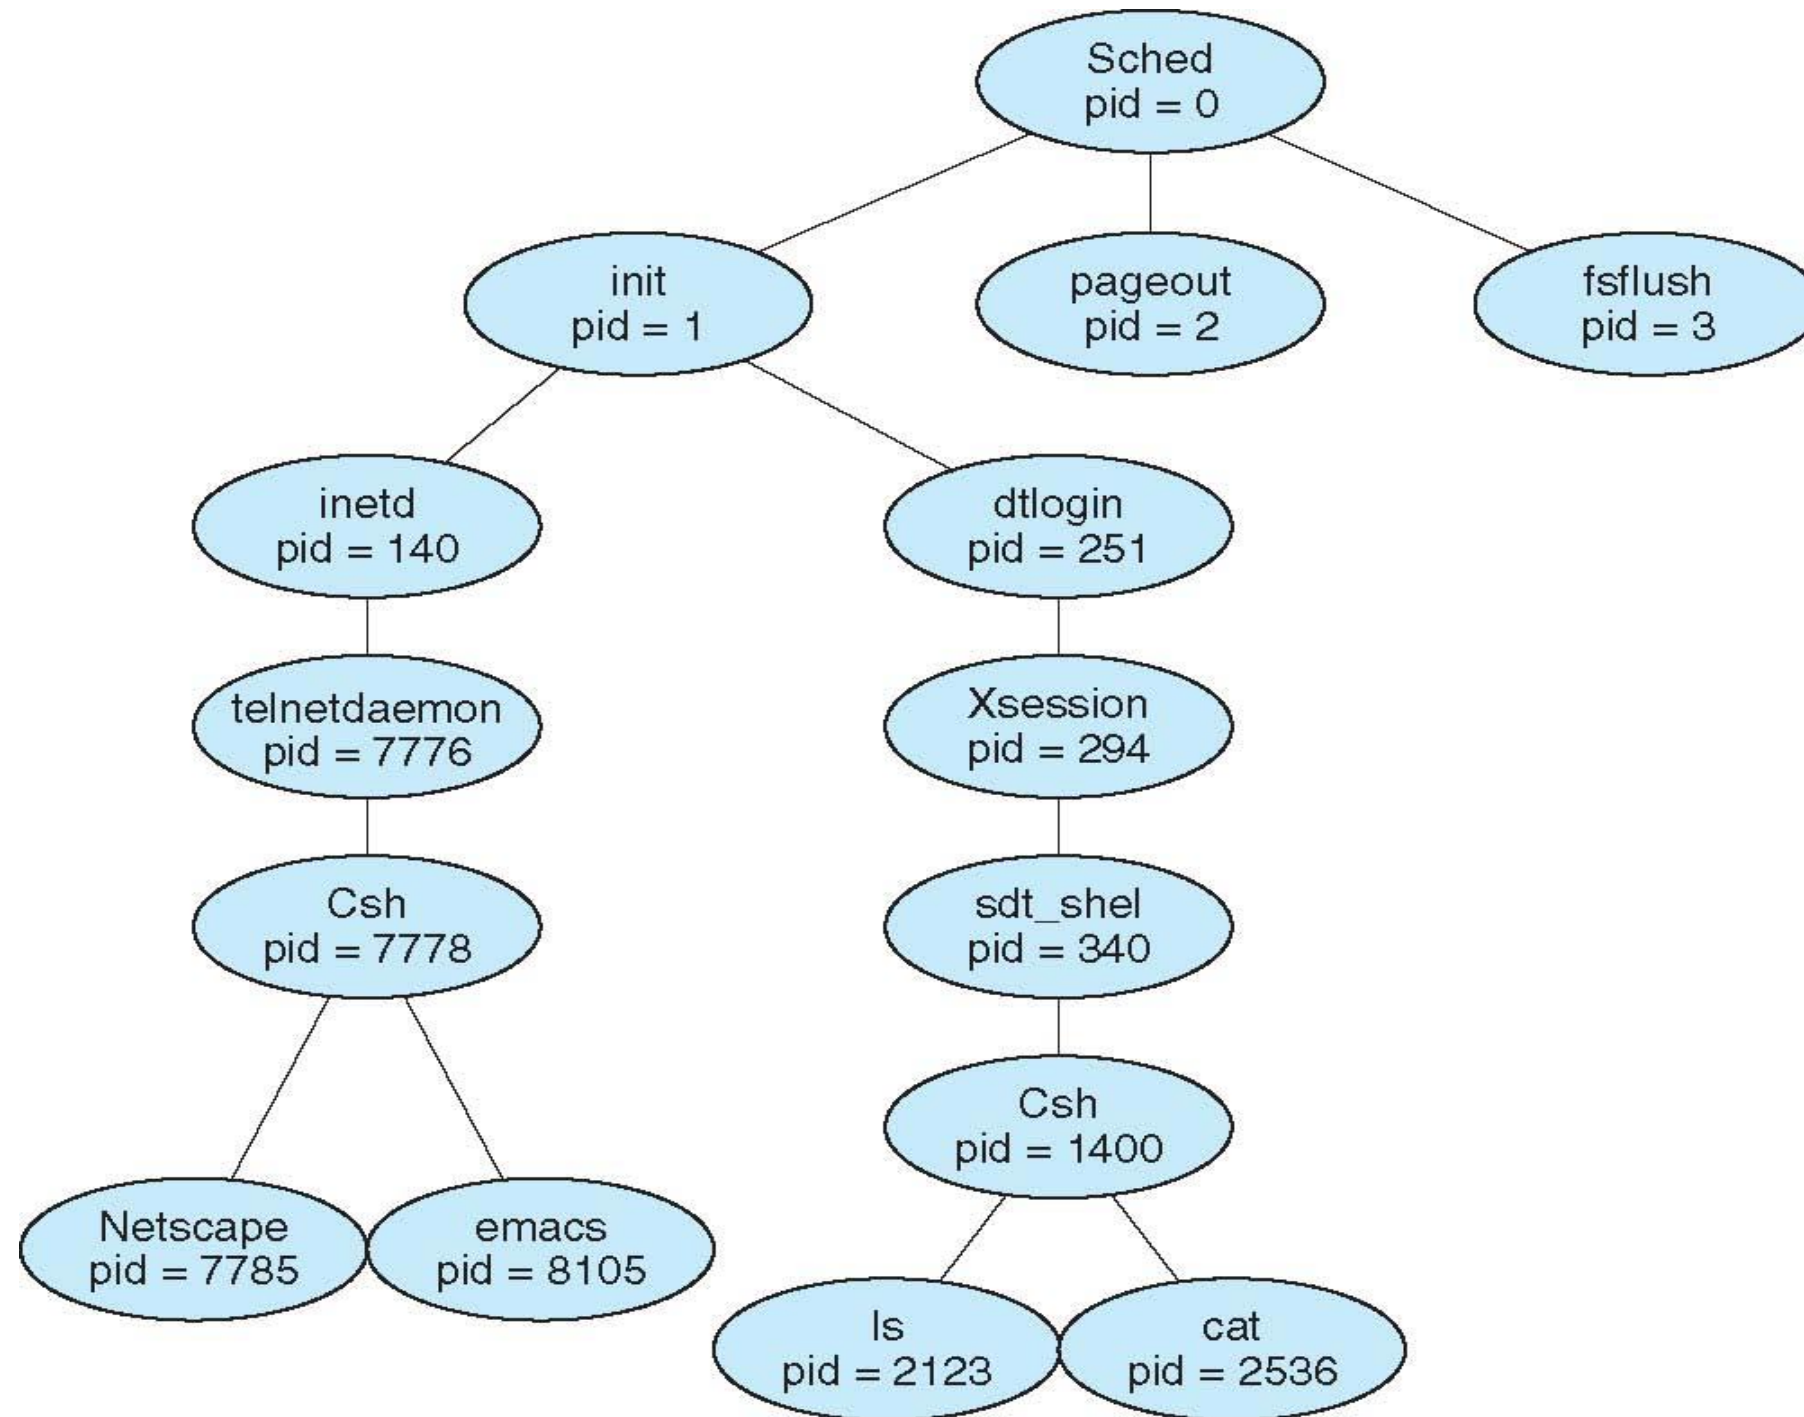 Sched
pid = 0
init
pid = 1
pageout
pid = 2
fsflush
pid = 3
inetd
pid = 140
dtlogin
pid = 251
telnetdaemon
pid = 7776
Xsession
pid = 294
Csh
pid = 7778
sdt_shel
pid = 340
Csh
pid = 1400
Netscape
pid = 7785
emacs
pid = 8105
ls
pid = 2123
cat
pid = 2536